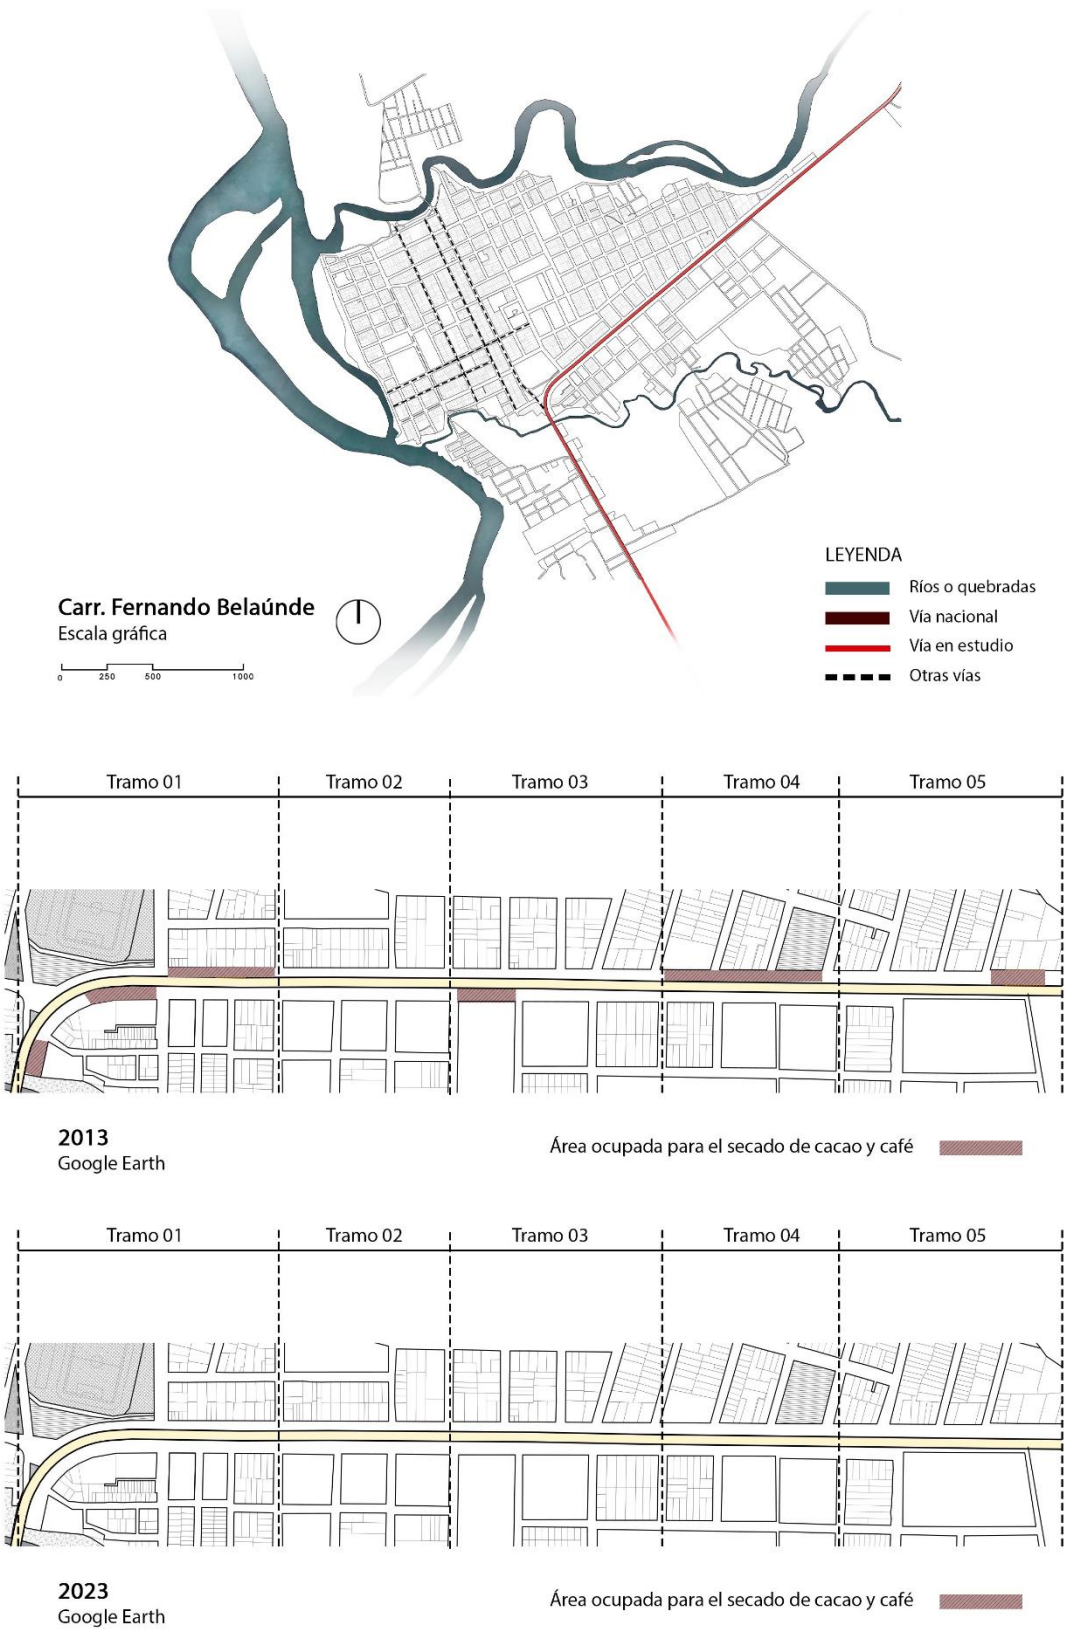 LEYENDA
Ríos o quebradas
Vía nacional
Vía en estudio
Otras vías
Carr. Fernando Belaúnde
Escala gráfica
0 250 500 1000
Tramo 01 Tramo 02 Tramo 03 Tramo 04 Tramo 05
2013
Google Earth
Área ocupada para el secado de cacao y café
Tramo 01 Tramo 02 Tramo 03 Tramo 04 Tramo 05
2023
Google Earth
Área ocupada para el secado de cacao y café